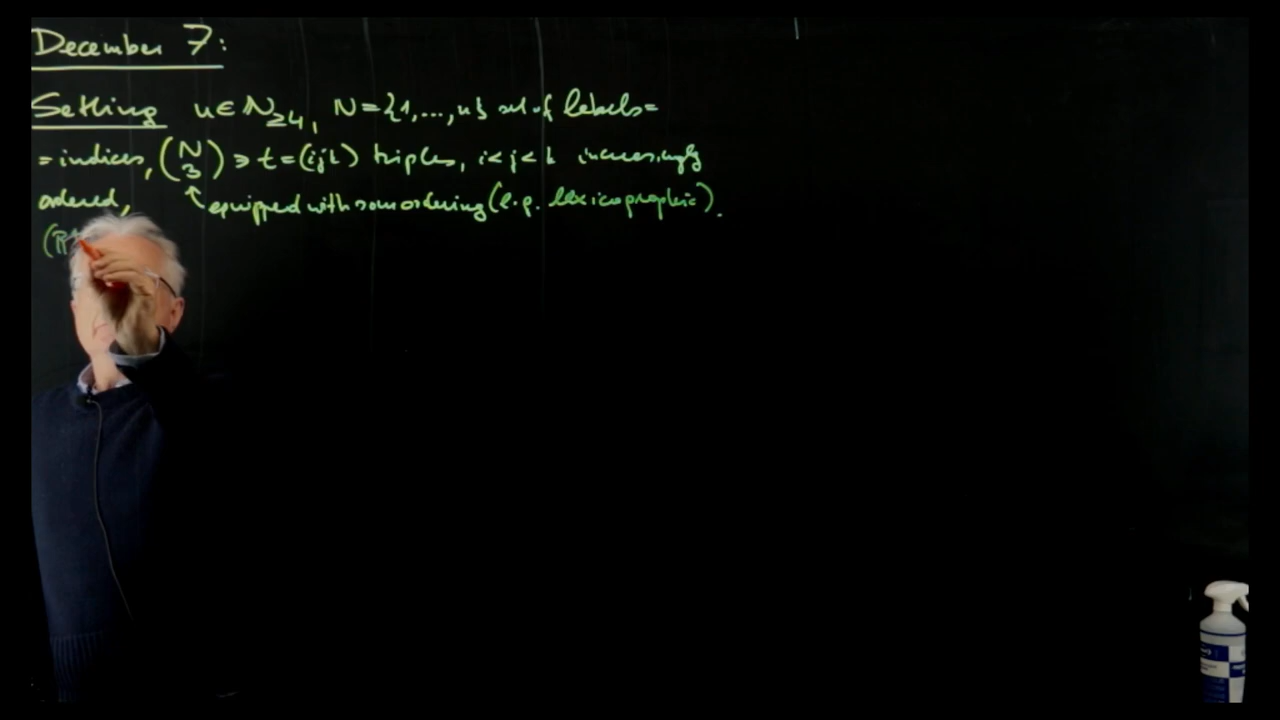 December 7:
Setting n∈ℕ≥4, N={1,...,n} set of labels=
=indices, (N 3) ∋ t=(ijk) triples, i<j<k increasingly
ordered, ↖ equipped with some ordering (e.g. lexicographic).
(P